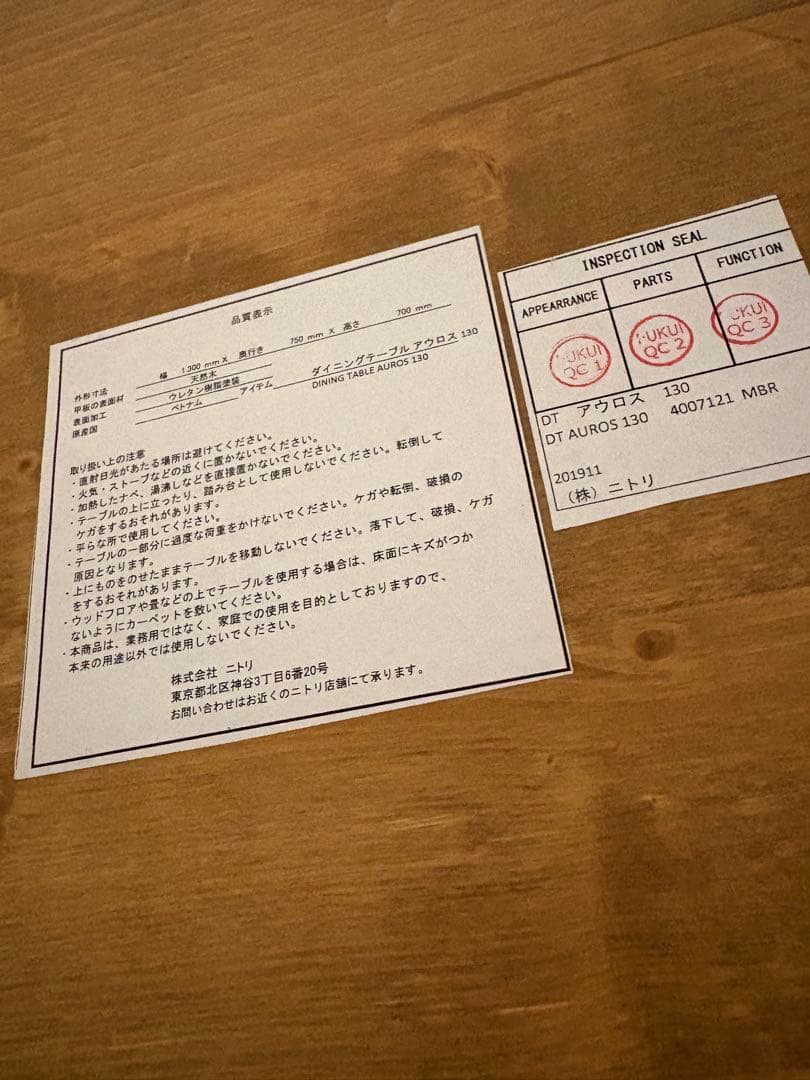 品質表示
外形寸法 幅 1,300 mm X 奥行き 750 mm X 高さ 700 mm
甲板の表面材 天然木
表面加工 ウレタン樹脂塗装
原産国 ベトナム アイテム ダイニングテーブル アウロス 130
DINING TABLE AUROS 130
取り扱い上の注意
・直射日光があたる場所は避けてください。
・火気・ストーブなどの近くに置かないでください。
・加熱したナベ、湯沸しなどを直接置かないでください。
・テーブルの上に立ったり、踏み台として使用しないでください。転倒して
ケガをするおそれがあります。
・平らな所で使用してください。
・テーブルの一部分に過度な荷重をかけないでください。ケガや転倒、破損の
原因となります。
・上にものをのせたままテーブルを移動しないでください。落下して、破損、ケガ
をするおそれがあります。
・ウッドフロアや畳などの上でテーブルを使用する場合は、床面にキズがつか
ないようにカーペットを敷いてください。
・本商品は、業務用ではなく、家庭での使用を目的としておりますので、
本来の用途以外では使用しないでください。
株式会社 ニトリ
東京都北区神谷3丁目6番20号
お問い合わせはお近くのニトリ店舗にて承ります。
INSPECTION SEAL
APPEARRANCE PARTS FUNCTION
QC 1
QC 2
QC 3
DT アウロス 130
DT AUROS 130 4007121 MBR
201911
（株）ニトリ